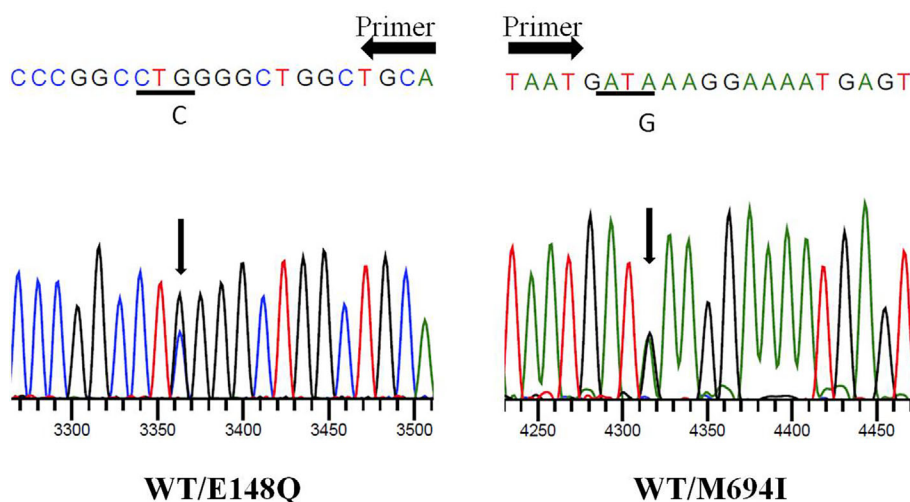 Primer
CCCGGCCTGGGGCTGGCTGCA
C
3300 3350 3400 3450 3500
WT/E148Q
Primer
TAATGATAAAGGAAAATGAGT
G
4250 4300 4350 4400 4450
WT/M694I